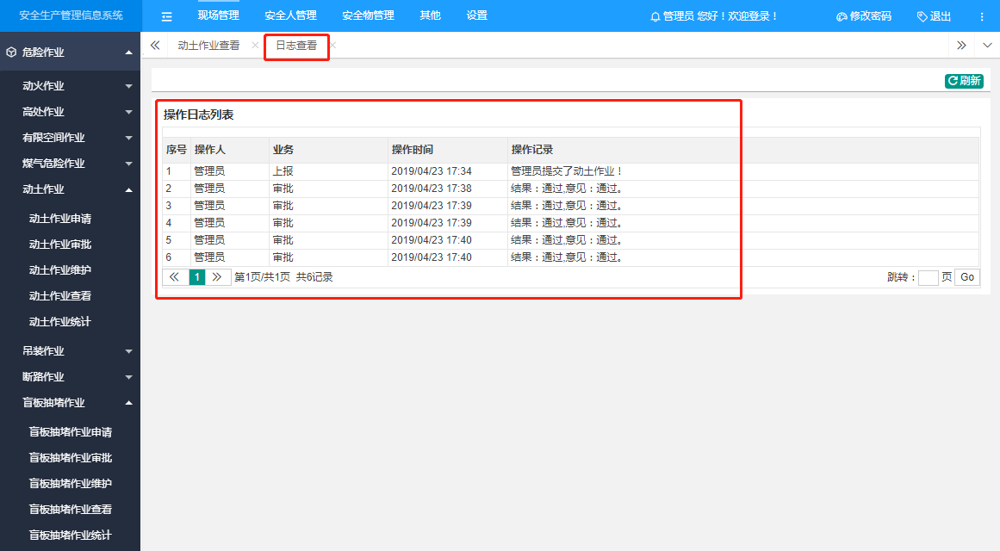 安全生产管理信息系统
现场管理 安全人管理 安全物管理 其他 设置
管理员 您好！欢迎登录！ 修改密码 退出
动土作业查看 日志查看
危险作业
动火作业
高处作业
有限空间作业
煤气危险作业
动土作业
动土作业申请
动土作业审批
动土作业维护
动土作业查看
动土作业统计
吊装作业
断路作业
盲板抽堵作业
盲板抽堵作业申请
盲板抽堵作业审批
盲板抽堵作业维护
盲板抽堵作业查看
盲板抽堵作业统计
刷新
操作日志列表
序号 操作人 业务 操作时间 操作记录
1 管理员 上报 2019/04/23 17:34 管理员提交了动土作业！
2 管理员 审批 2019/04/23 17:38 结果：通过,意见：通过。
3 管理员 审批 2019/04/23 17:39 结果：通过,意见：通过。
4 管理员 审批 2019/04/23 17:39 结果：通过,意见：通过。
5 管理员 审批 2019/04/23 17:40 结果：通过,意见：通过。
6 管理员 审批 2019/04/23 17:40 结果：通过,意见：通过。
1 第1页/共1页 共6记录 跳转： 页 Go